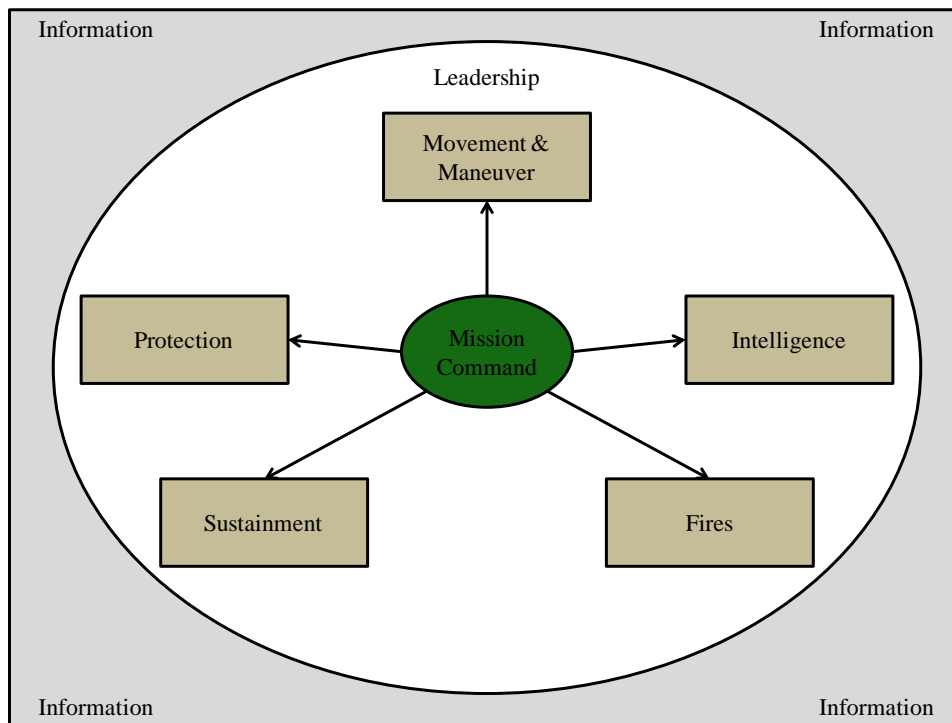 Information
Information
Leadership
Movement &
Maneuver
Protection
Mission
Command
Intelligence
Sustainment
Fires
Information
Information